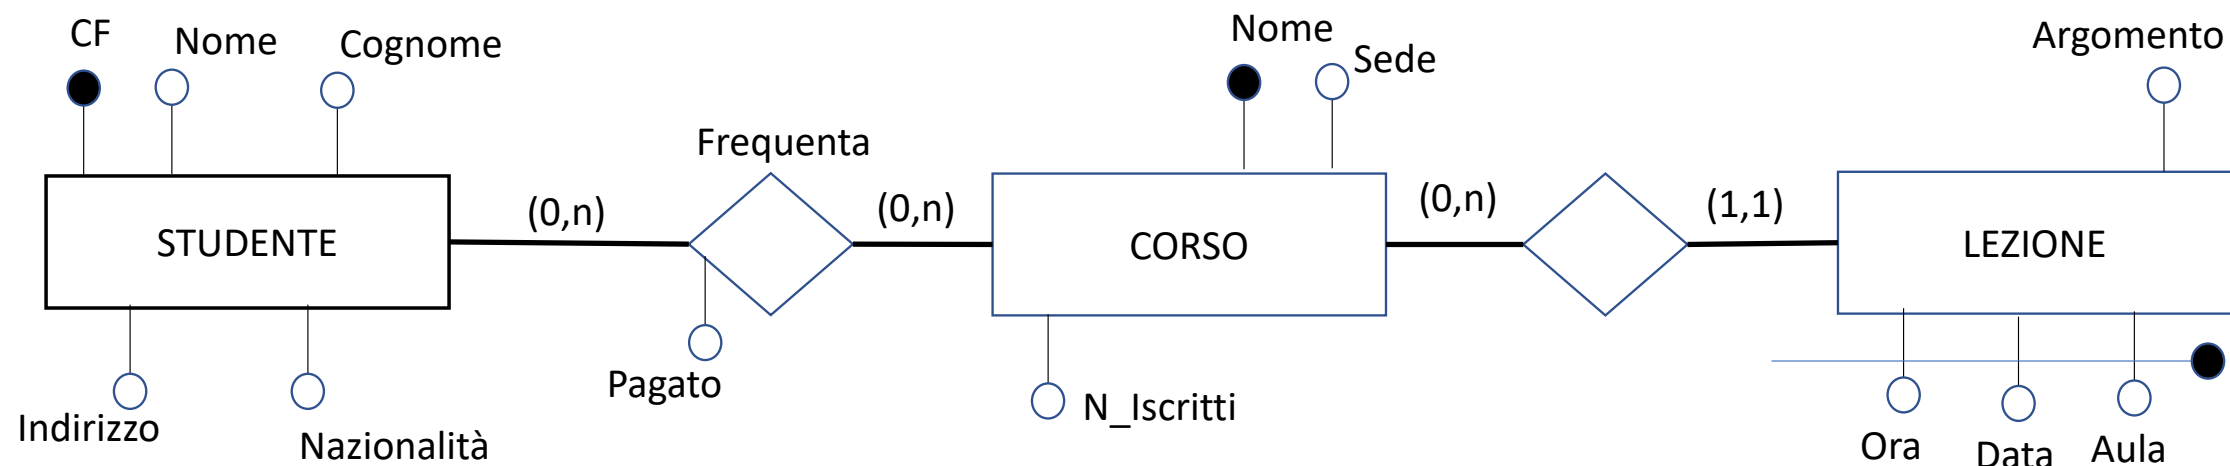 CF
Nome
Cognome
Nome
Sede
Argomento
Frequenta
(0,n)
(0,n)
(0,n)
(1,1)
STUDENTE
CORSO
LEZIONE
Pagato
N_Iscritti
Indirizzo
Nazionalità
Ora
Data
Aula